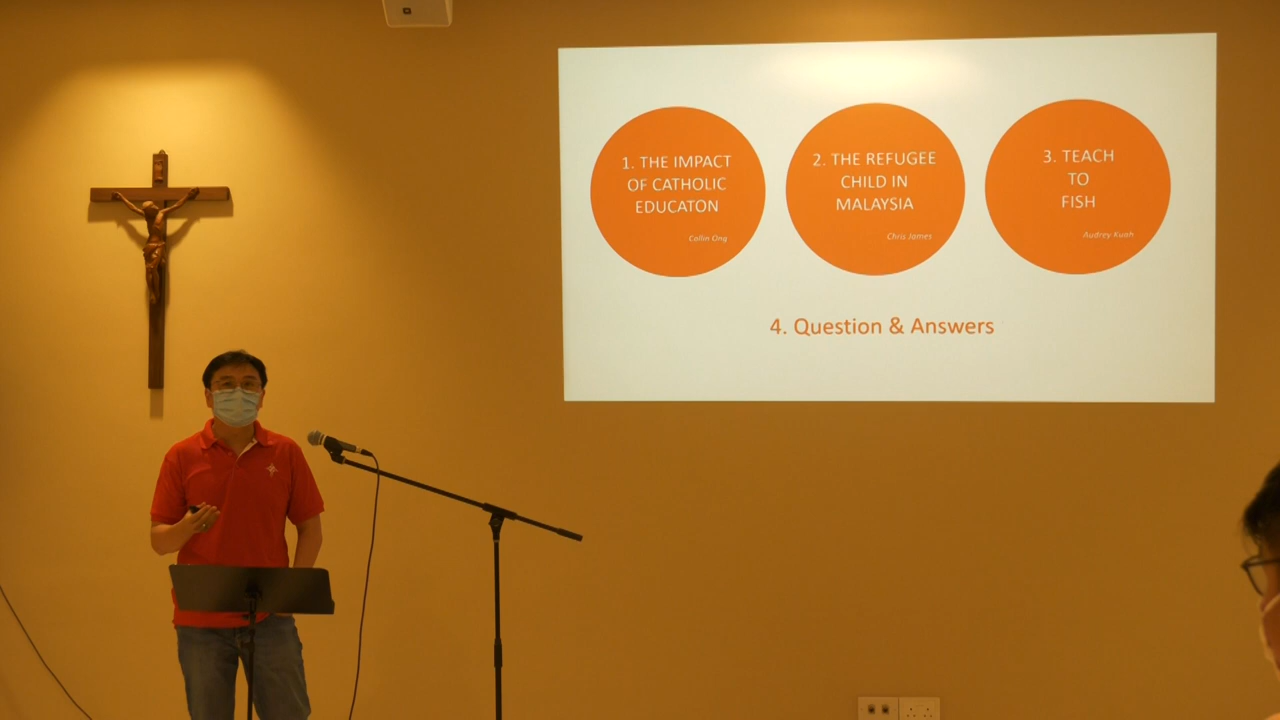 1. THE IMPACT
OF CATHOLIC
EDUCATON
Collin Ong
2. THE REFUGEE
CHILD IN
MALAYSIA
Chris James
3. TEACH
TO
FISH
Audrey Kuah
4. Question & Answers